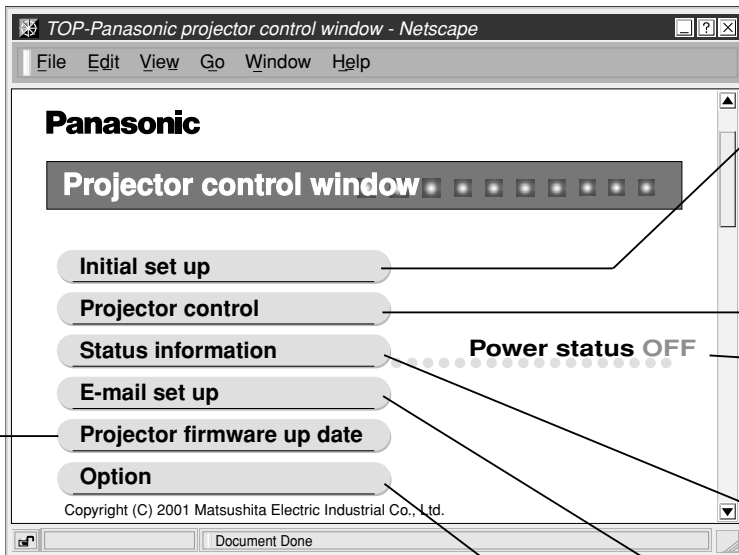 TOP-Panasonic projector control window - Netscape
File Edit View Go Window Help
Panasonic
Projector control window
Initial set up
Projector control
Status information
Power status OFF
E-mail set up
Projector firmware up date
Option
Copyright (C) 2001 Matsushita Electric Industrial Co., Ltd.
Document Done